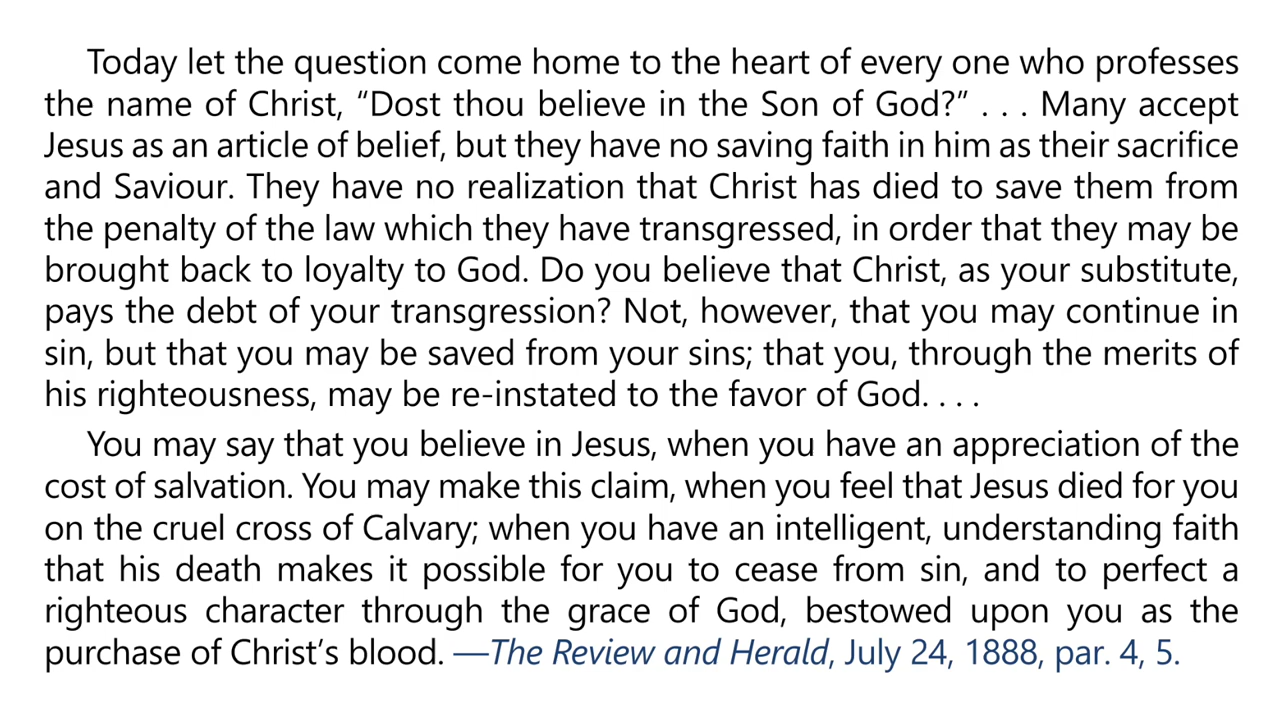 Today let the question come home to the heart of every one who professes
the name of Christ, “Dost thou believe in the Son of God?” . . . Many accept
Jesus as an article of belief, but they have no saving faith in him as their sacrifice
and Saviour. They have no realization that Christ has died to save them from
the penalty of the law which they have transgressed, in order that they may be
brought back to loyalty to God. Do you believe that Christ, as your substitute,
pays the debt of your transgression? Not, however, that you may continue in
sin, but that you may be saved from your sins; that you, through the merits of
his righteousness, may be re-instated to the favor of God. . . .
You may say that you believe in Jesus, when you have an appreciation of the
cost of salvation. You may make this claim, when you feel that Jesus died for you
on the cruel cross of Calvary; when you have an intelligent, understanding faith
that his death makes it possible for you to cease from sin, and to perfect a
righteous character through the grace of God, bestowed upon you as the
purchase of Christ’s blood. —The Review and Herald, July 24, 1888, par. 4, 5.